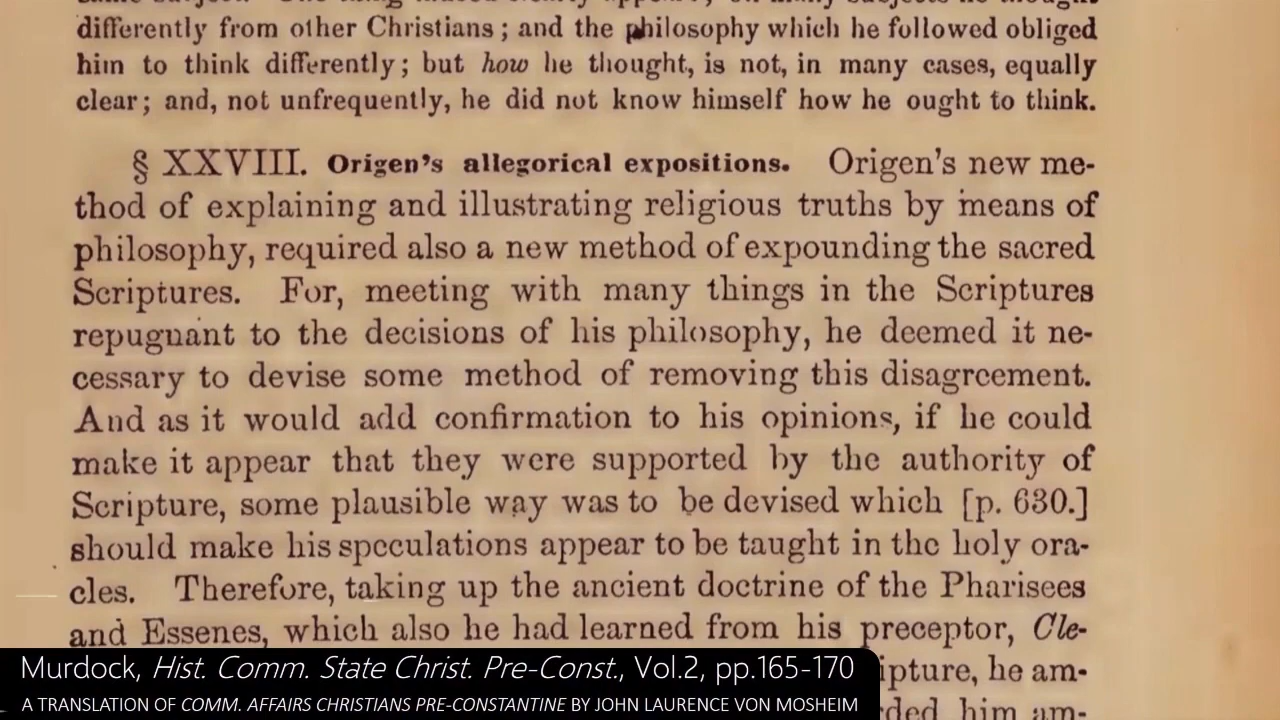 differently from other Christians; and the philosophy which he followed obliged
him to think differently; but how he thought, is not, in many cases, equally
clear; and, not unfrequently, he did not know himself how he ought to think.
§ XXVIII. Origen's allegorical expositions. Origen's new me-
thod of explaining and illustrating religious truths by means of
philosophy, required also a new method of expounding the sacred
Scriptures. For, meeting with many things in the Scriptures
repugnant to the decisions of his philosophy, he deemed it ne-
cessary to devise some method of removing this disagreement.
And as it would add confirmation to his opinions, if he could
make it appear that they were supported by the authority of
Scripture, some plausible way was to be devised which [p. 630.]
should make his speculations appear to be taught in the holy ora-
cles. Therefore, taking up the ancient doctrine of the Pharisees
and Essenes, which also he had learned from his preceptor, Cle-
he am-
him am-
Murdock, Hist. Comm. State Christ. Pre-Const., Vol.2, pp.165-170
A TRANSLATION OF COMM. AFFAIRS CHRISTIANS PRE-CONSTANTINE BY JOHN LAURENCE VON MOSHEIM